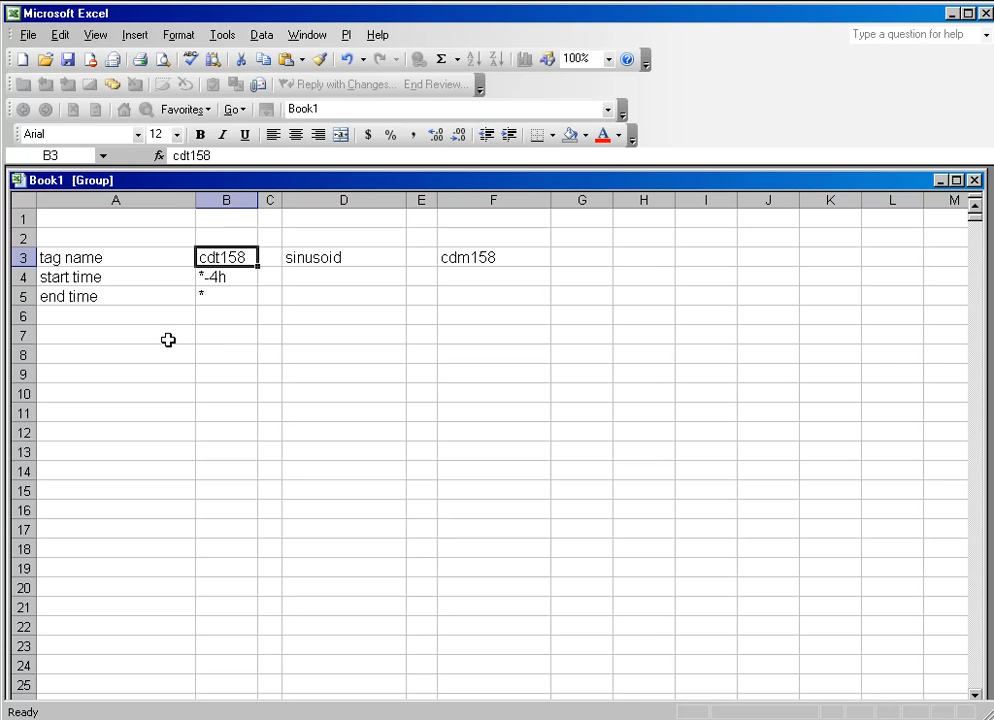 Microsoft Excel
File Edit View Insert Format Tools Data Window PI Help Type a question for help
100%
Reply with Changes... End Review...
Favorites Go Book1
Arial 12 B I U $ % ,
B3 fx cdt158
Book1 [Group]
A B C D E F G H I J K L M
1
2
3 tag name cdt158 sinusoid cdm158
4 start time *-4h
5 end time *
6
7
8
9
10
11
12
13
14
15
16
17
18
19
20
21
22
23
24
25
Ready